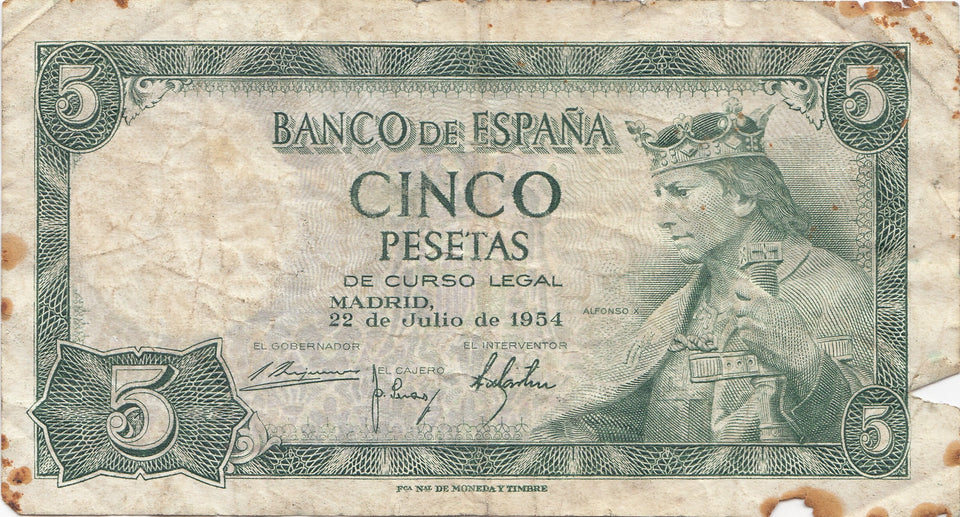 5 5
BANCO DE ESPAÑA
CINCO
PESETAS
DE CURSO LEGAL
MADRID,
22 de Julio de 1954
ALFONSO X
EL GOBERNADOR EL INTERVENTOR
EL CAJERO
5 5
FCA NAL DE MONEDA Y TIMBRE